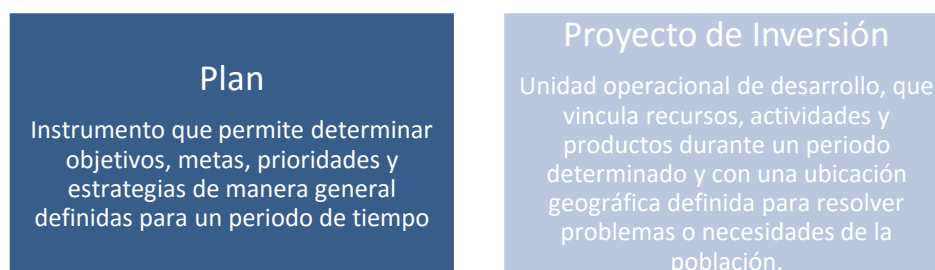 Plan
Instrumento que permite determinar
objetivos, metas, prioridades y
estrategias de manera general
definidas para un periodo de tiempo
Proyecto de Inversión
Unidad operacional de desarrollo, que
vincula recursos, actividades y
productos durante un periodo
determinado y con una ubicación
geográfica definida para resolver
problemas o necesidades de la
población.